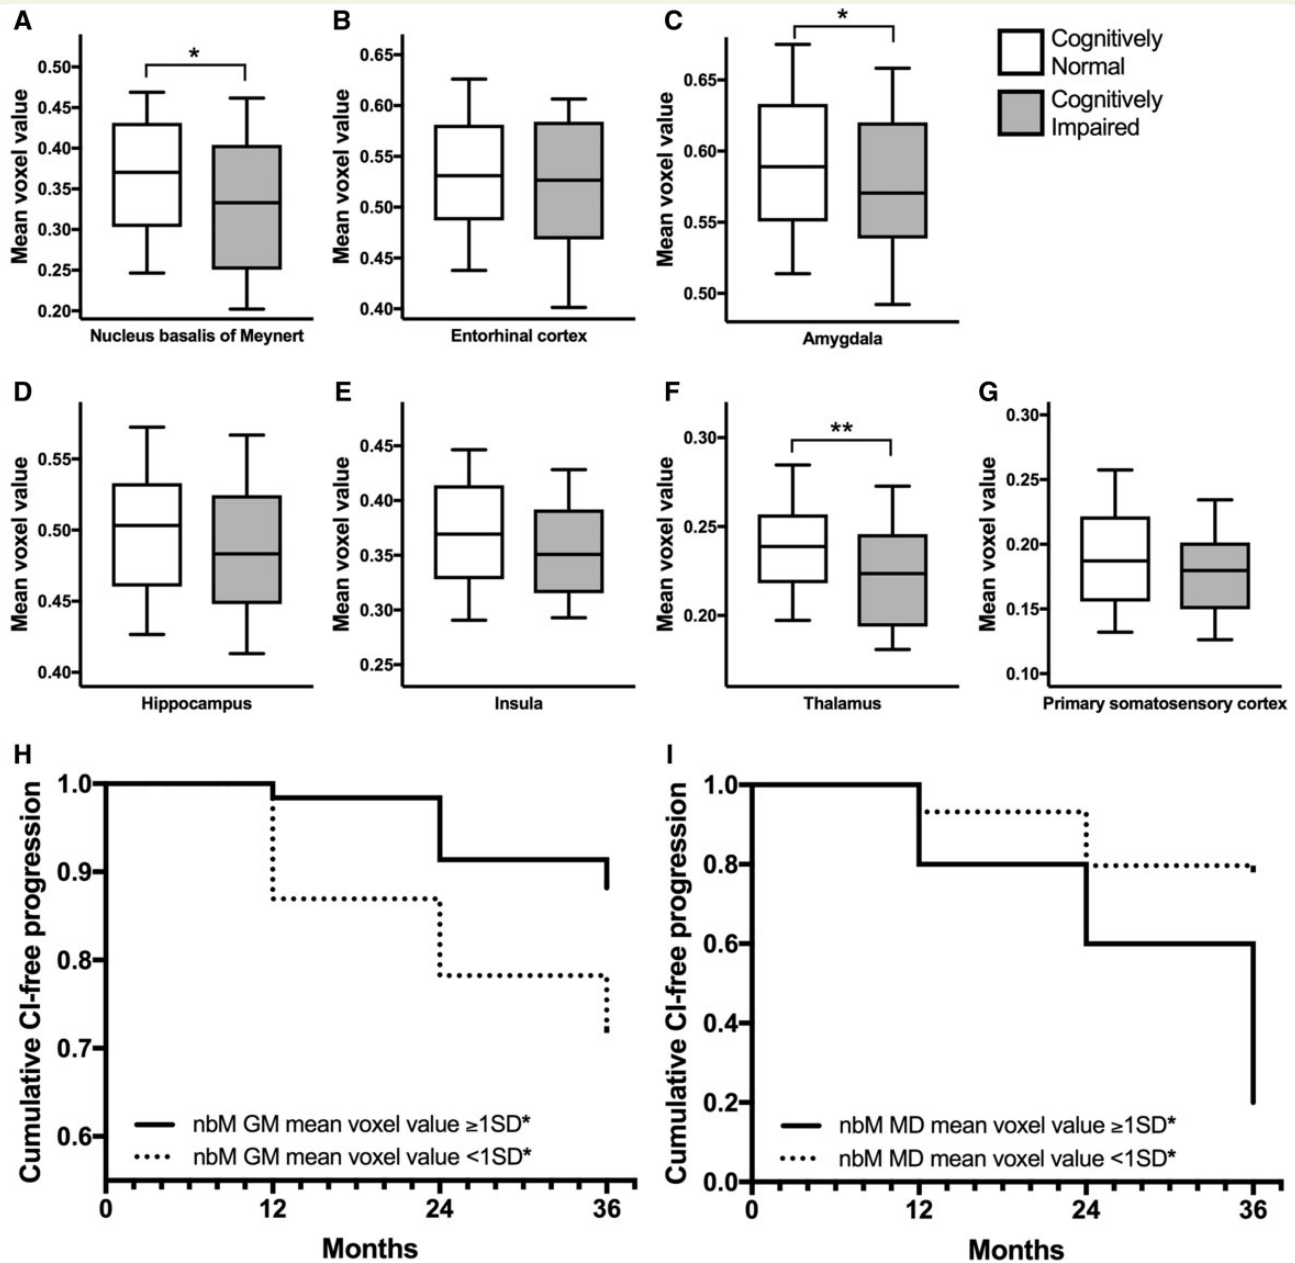 A
Mean voxel value
0.50
0.45
0.40
0.35
0.30
0.25
0.20
*
Nucleus basalis of Meynert
B
Mean voxel value
0.65
0.60
0.55
0.50
0.45
0.40
Entorhinal cortex
C
Mean voxel value
0.65
0.60
0.55
0.50
*
Amygdala
Cognitively
Normal
Cognitively
Impaired
D
Mean voxel value
0.55
0.50
0.45
0.40
Hippocampus
E
Mean voxel value
0.45
0.40
0.35
0.30
0.25
Insula
F
Mean voxel value
0.30
0.25
0.20
**
Thalamus
G
Mean voxel value
0.30
0.25
0.20
0.15
0.10
Primary somatosensory cortex
H
Cumulative CI-free progression
1.0
0.9
0.8
0.7
0.6
nbM GM mean voxel value ≥1SD*
nbM GM mean voxel value <1SD*
0 12 24 36
Months
I
Cumulative CI-free progression
1.0
0.8
0.6
0.4
0.2
0.0
nbM MD mean voxel value ≥1SD*
nbM MD mean voxel value <1SD*
0 12 24 36
Months